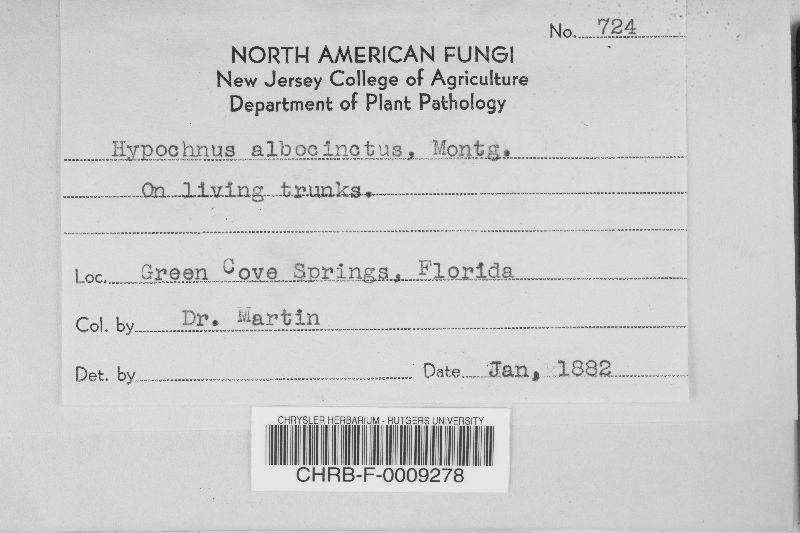 No. 724
NORTH AMERICAN FUNGI
New Jersey College of Agriculture
Department of Plant Pathology
Hypochnus albocinctus, Montg.
On living trunks.
Loc. Green Cove Springs, Florida
Col. by Dr. Martin
Det. by Date Jan, 1882
CHRYSLER HERBARIUM - RUTGERS UNIVERSITY
CHRB-F-0009278